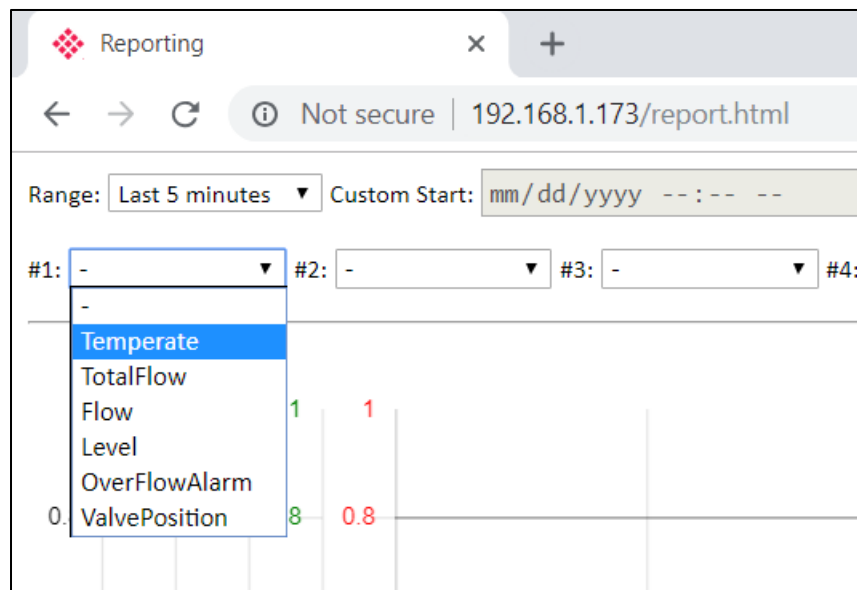 Reporting
Not secure | 192.168.1.173/report.html
Range: Last 5 minutes Custom Start: mm/dd/yyyy --:-- --
#1: - #2: - #3: - #4:
-
Temperate
TotalFlow
Flow
Level
OverFlowAlarm
ValvePosition
1 1
0. 8 0.8